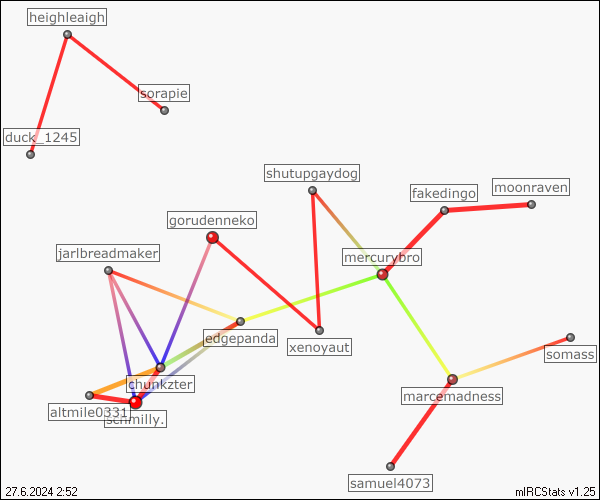 heighleaigh
sorapie
duck_1245
shutupgaydog
moonraven
fakedingo
gorudenneko
jarlbreadmaker
mercurybro
edgepanda
xenoyaut
somass
chunkzter
marcemadness
altmile0331
schmilly.
samuel4073
27.6.2024 2:52
mIRCStats v1.25